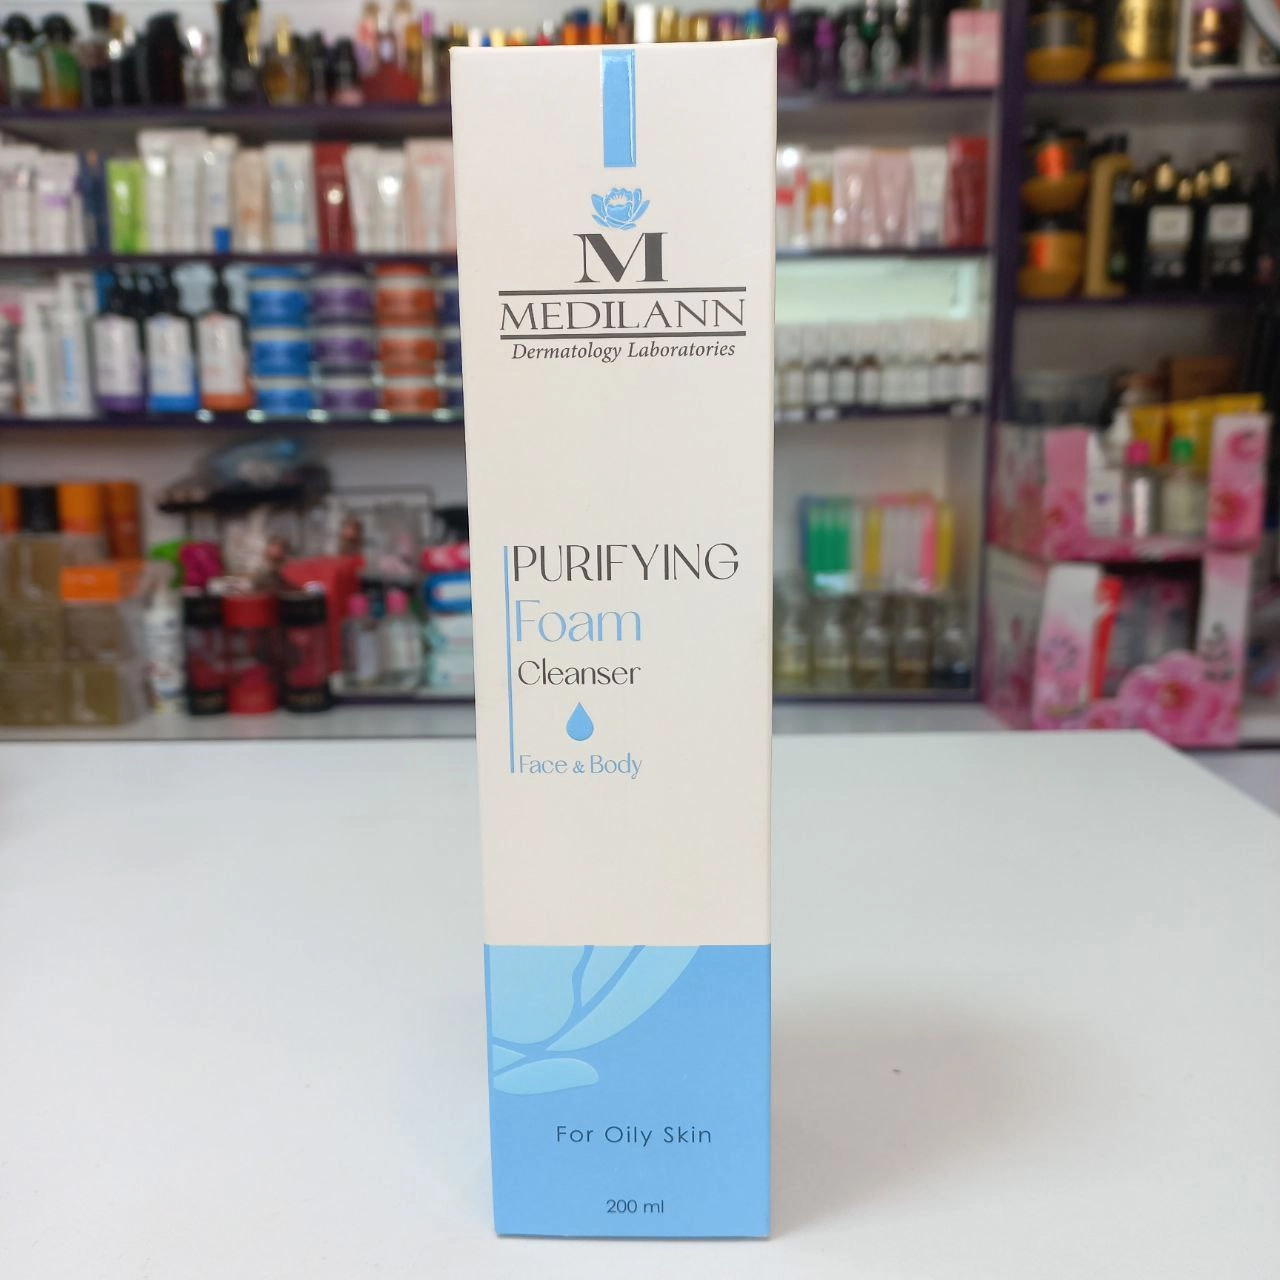 M
MEDILANN
Dermatology Laboratories
PURIFYING
Foam
Cleanser
Face & Body
For Oily Skin
200 ml